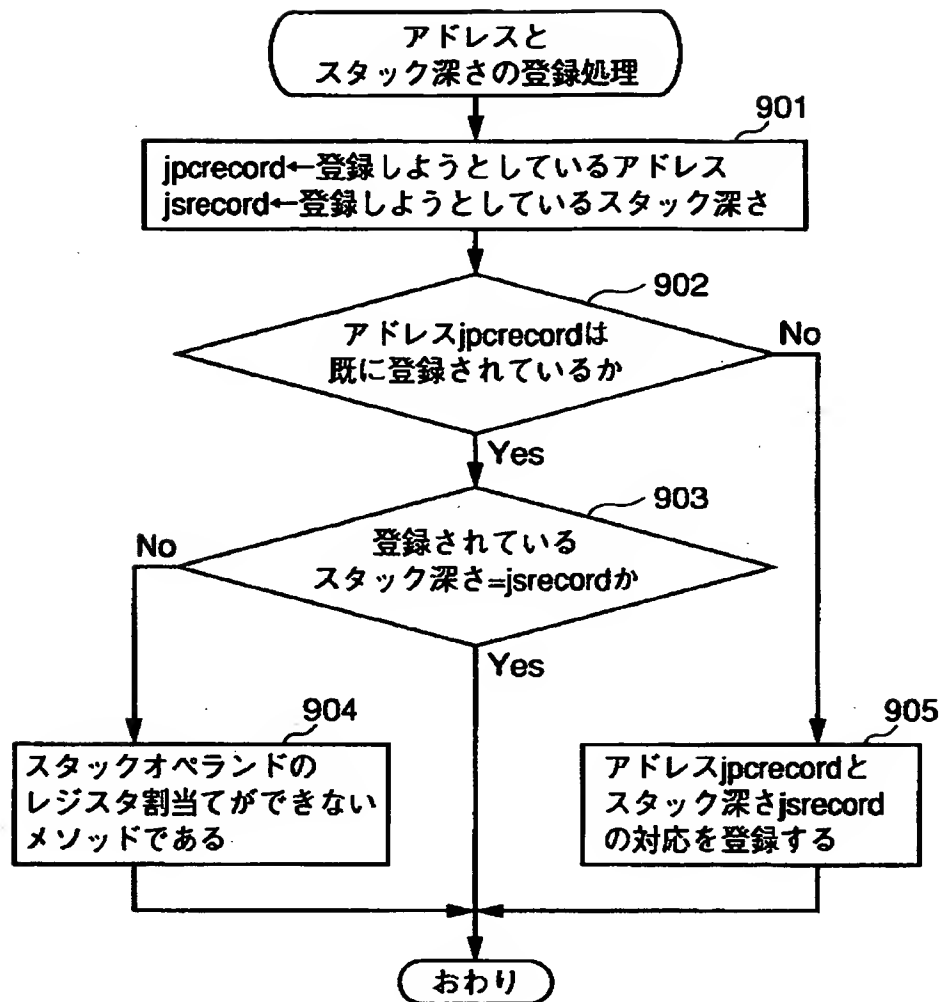 アドレスと
スタック深さの登録処理
901
jpcrecord←登録しようとしているアドレス
jsrecord←登録しようとしているスタック深さ
902
アドレスjpcrecordは
既に登録されているか
No
Yes
903
登録されている
スタック深さ=jsrecordか
No
Yes
904
スタックオペランドの
レジスタ割当てができない
メソッドである
905
アドレスjpcrecordと
スタック深さjsrecord
の対応を登録する
おわり